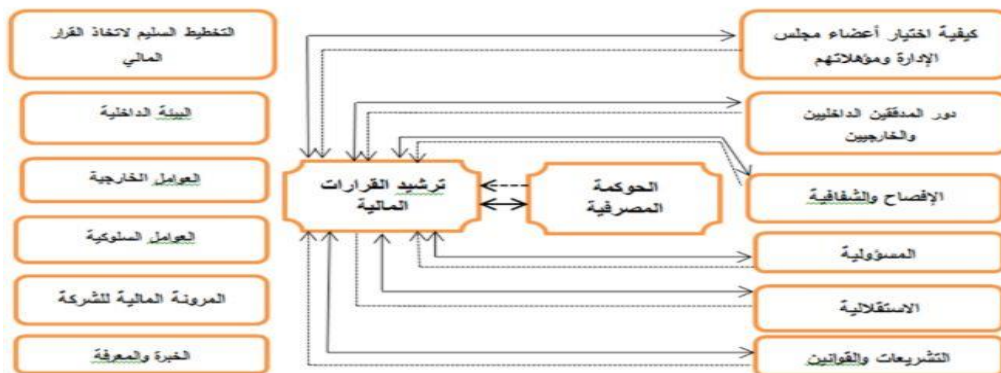 كيفية اختيار أعضاء مجلس
الإدارة ومؤهلاتهم
دور المدققين الداخليين
والخارجيين
الإفصاح والشفافية
المسؤولية
الاستقلالية
التشريعات والقوانين
الحوكمة
المصرفية
ترشيد القرارات
المالية
التخطيط السليم لاتخاذ القرار
المالي
البيئة الداخلية
العوامل الخارجية
العوامل السلوكية
المرونة المالية للشركة
الخبرة والمعرفة